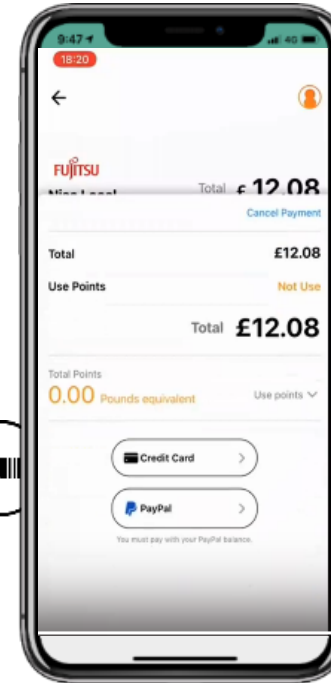 9:47
4G
18:20
FUJITSU
Total £12.08
Cancel Payment
Total £12.08
Use Points Not Use
Total £12.08
Total Points
0.00 Pounds equivalent Use points
Credit Card
PayPal
You must pay with your PayPal balance.